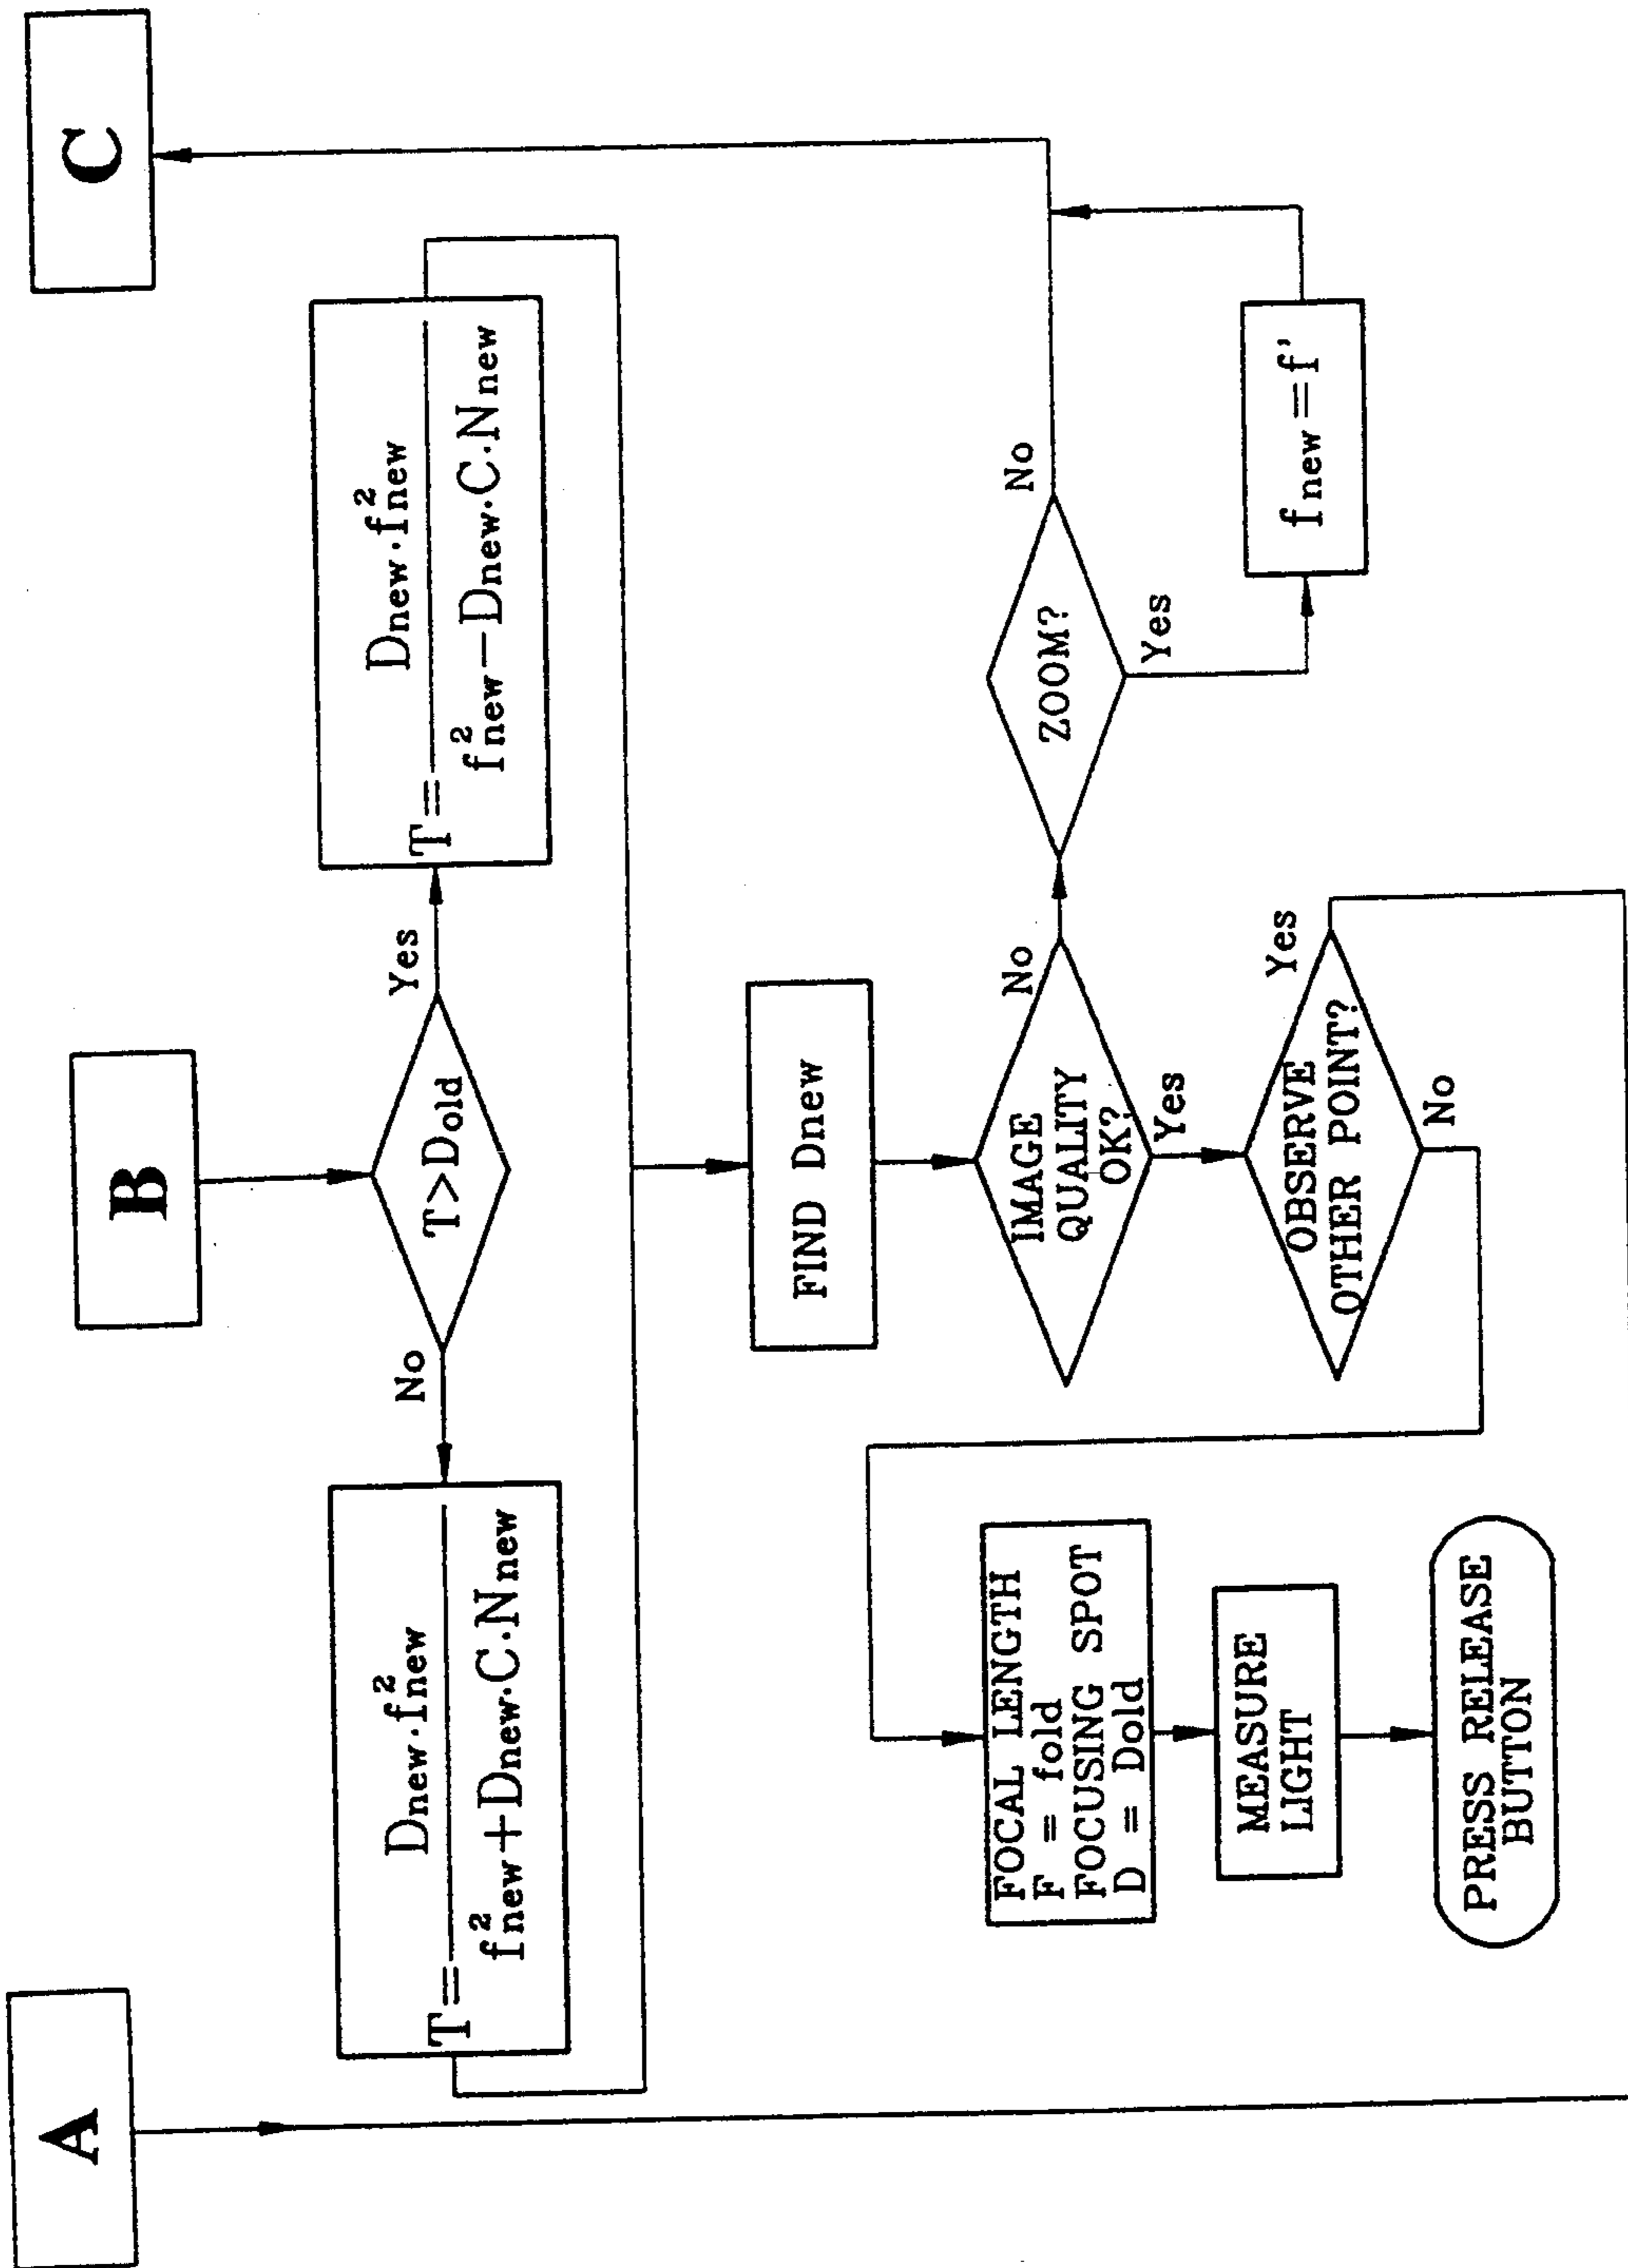 A
B
C
T>Dold
No
Yes
T= Dnew·f²new
f²new+Dnew·C·Nnew
T= Dnew·f²new
f²new−Dnew·C·Nnew
FIND Dnew
IMAGE
QUALITY
OK?
No
Yes
ZOOM?
No
Yes
fnew=f'
OBSERVE
OTHER POINT?
Yes
No
FOCAL LENGTH
F = fold
FOCUSING SPOT
D = Dold
MEASURE
LIGHT
PRESS RELEASE
BUTTON